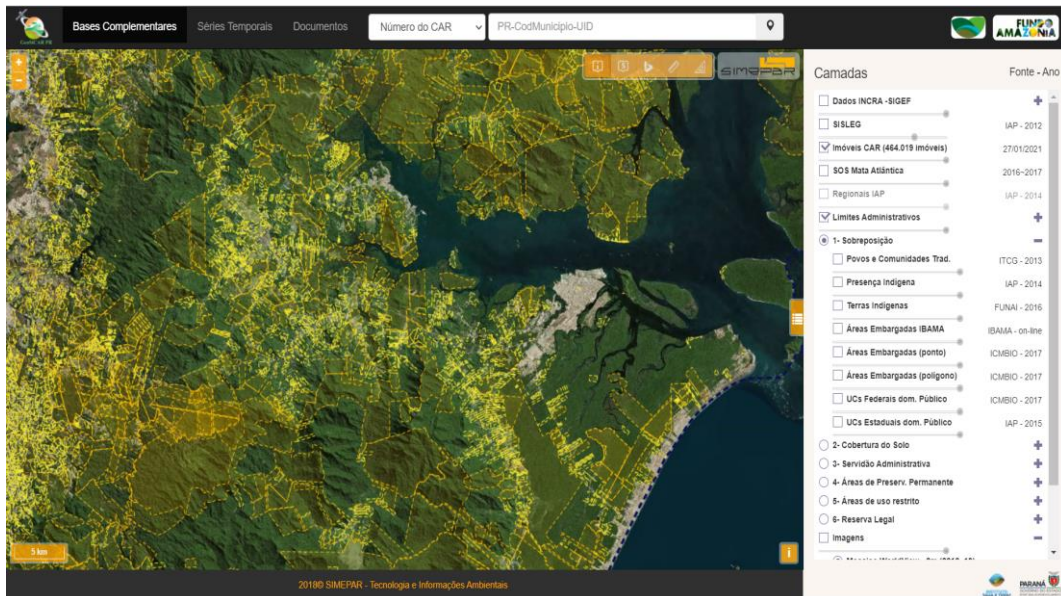 Bases Complementares
Séries Temporais
Documentos
Número do CAR
PR-CodMunicipio-UID
FUNDO
AMAZÔNIA
+
-
SIMEPAR
Camadas
Fonte - Ano
Dados INCRA -SIGEF
SISLEG
IAP - 2012
Imóveis CAR (464.019 imóveis)
27/01/2021
SOS Mata Atlântica
2016~2017
Regionais IAP
IAP - 2014
Limites Administrativos
1- Sobreposição
Povos e Comunidades Trad.
ITCG - 2013
Presença Indígena
IAP - 2014
Terras Indígenas
FUNAI - 2016
Áreas Embargadas IBAMA
IBAMA - on-line
Áreas Embargadas (ponto)
ICMBIO - 2017
Áreas Embargadas (polígono)
ICMBIO - 2017
UCs Federais dom. Público
ICMBIO - 2017
UCs Estaduais dom. Público
IAP - 2015
2- Cobertura do Solo
3- Servidão Administrativa
4- Áreas de Preserv. Permanente
5- Áreas de uso restrito
6- Reserva Legal
Imagens
5 km
i
2018© SIMEPAR - Tecnologia e Informações Ambientais
PARANÁ